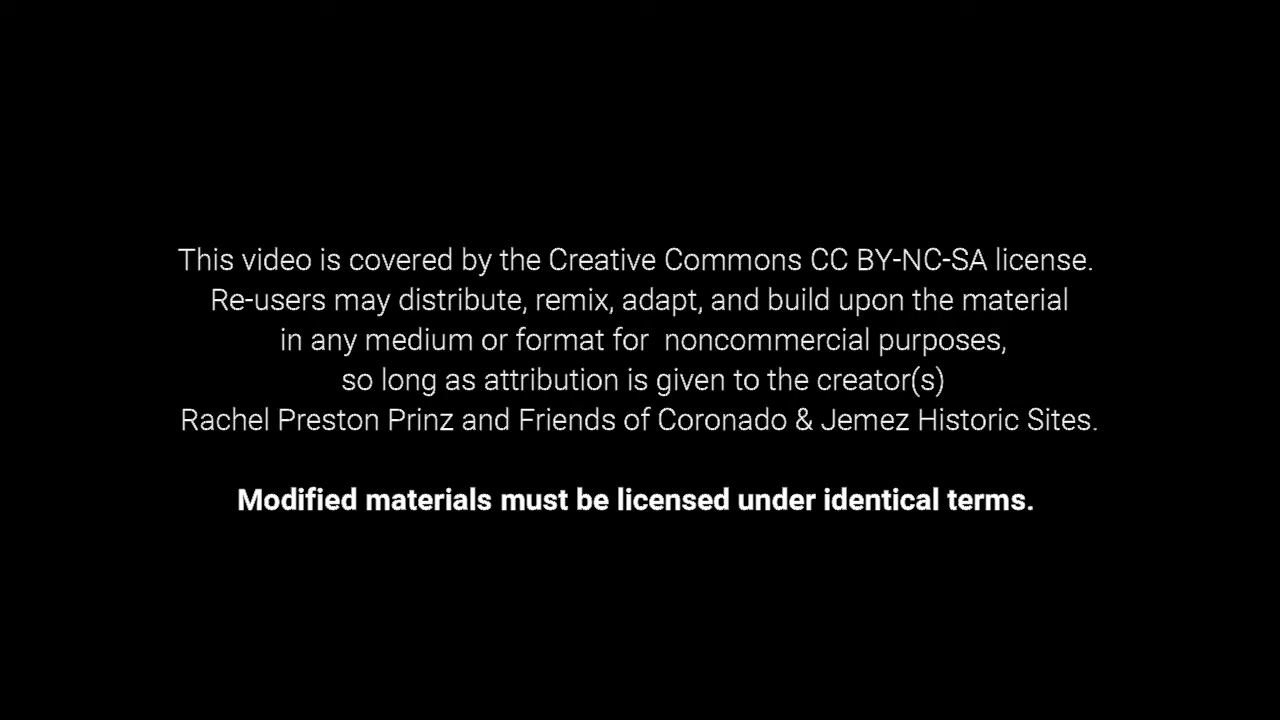 This video is covered by the Creative Commons CC BY-NC-SA license.
Re-users may distribute, remix, adapt, and build upon the material
in any medium or format for  noncommercial purposes,
so long as attribution is given to the creator(s)
Rachel Preston Prinz and Friends of Coronado & Jemez Historic Sites.
Modified materials must be licensed under identical terms.